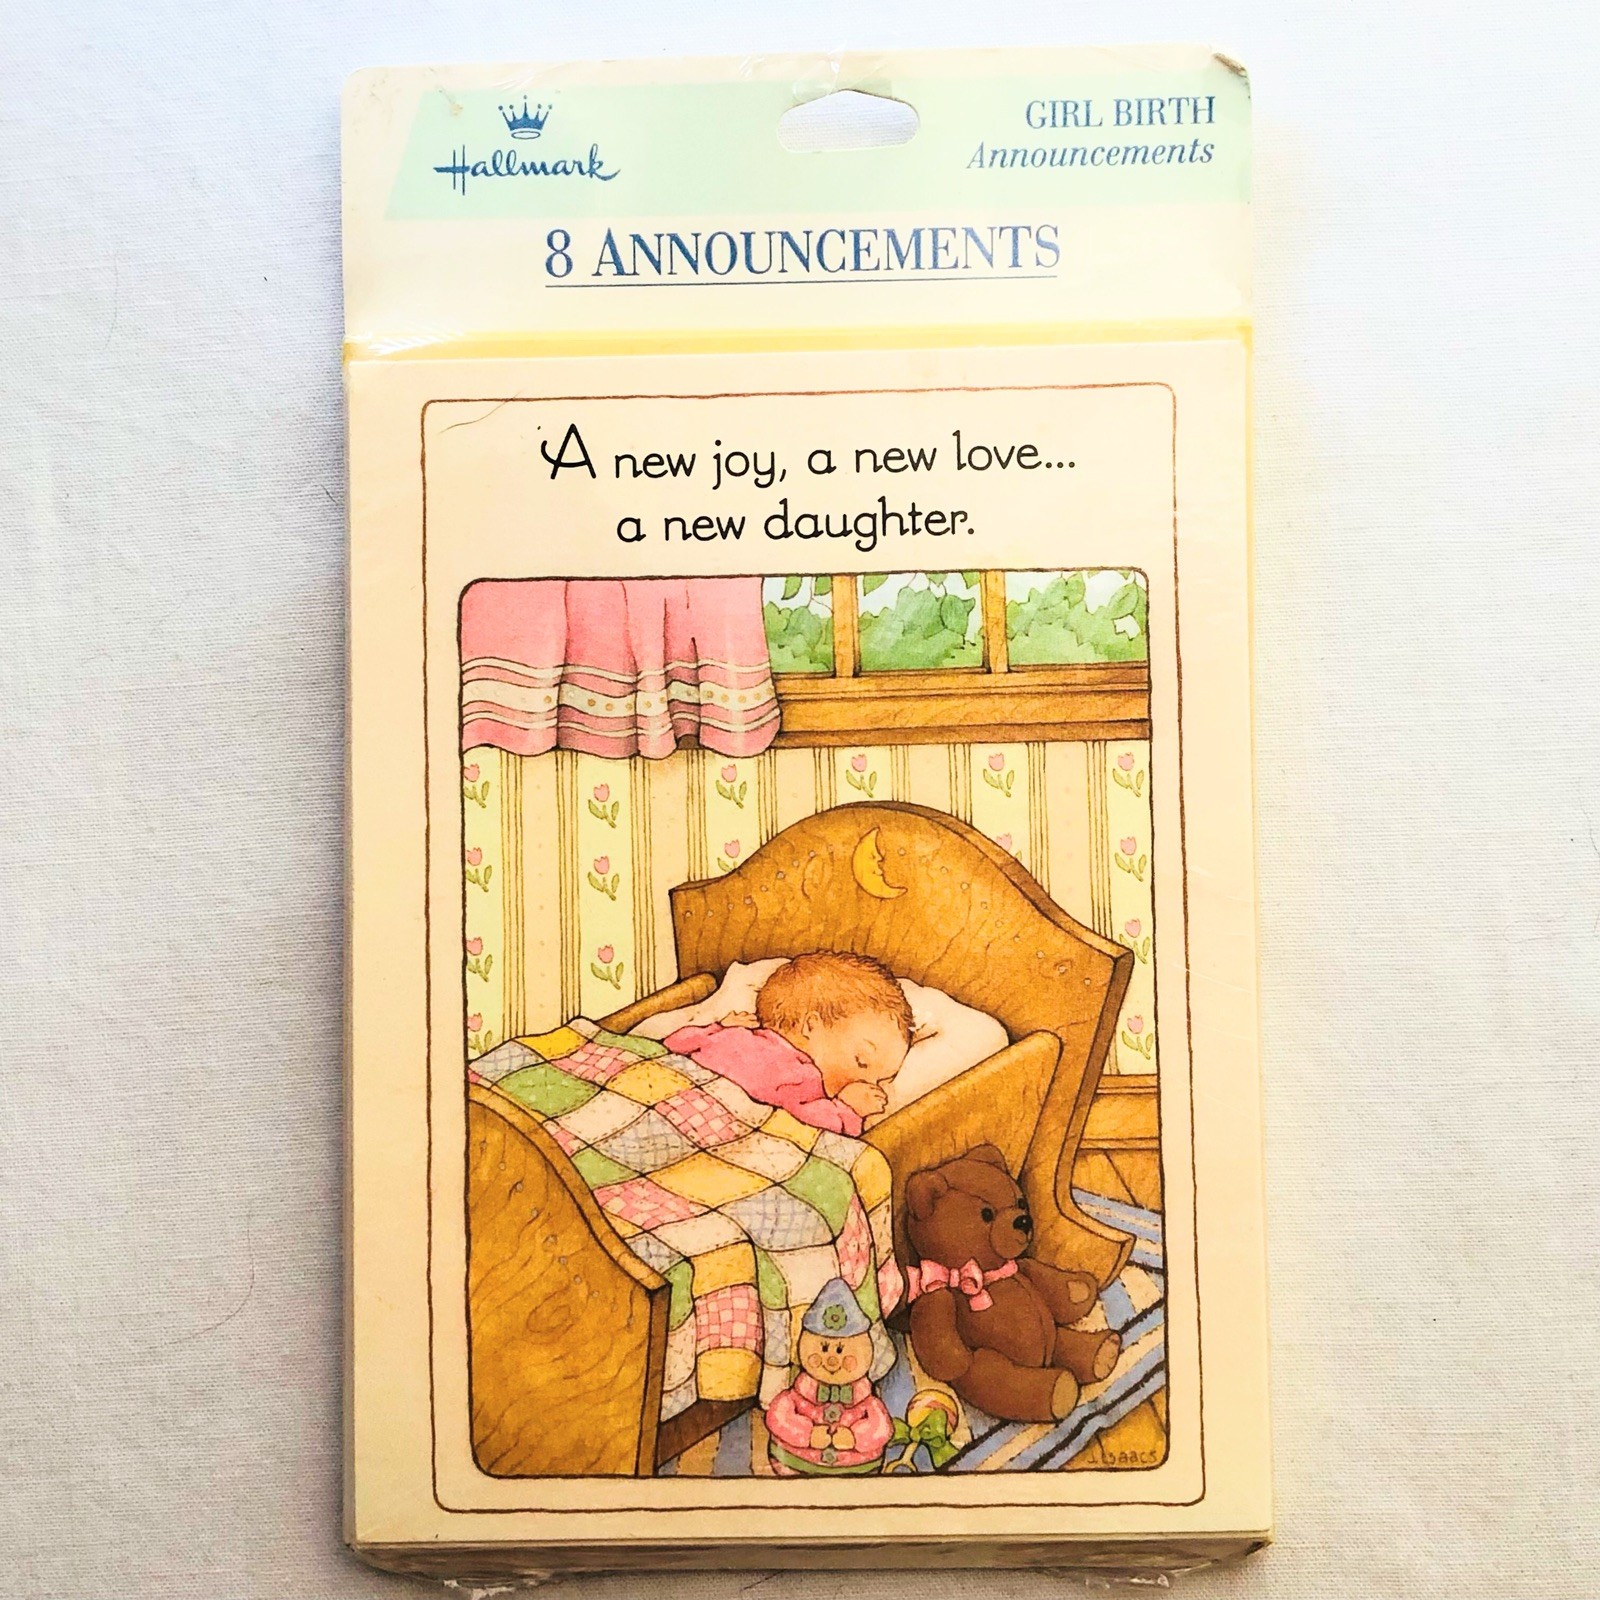 Hallmark
GIRL BIRTH
Announcements
8 ANNOUNCEMENTS
A new joy, a new love...
a new daughter.
J. Isaacs